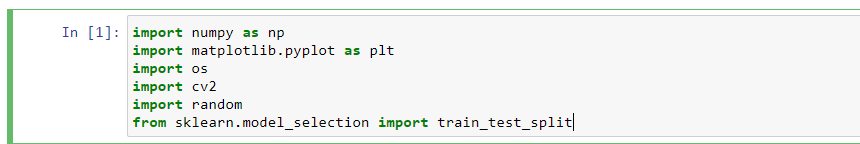 In [1]: import numpy as np
import matplotlib.pyplot as plt
import os
import cv2
import random
from sklearn.model_selection import train_test_split